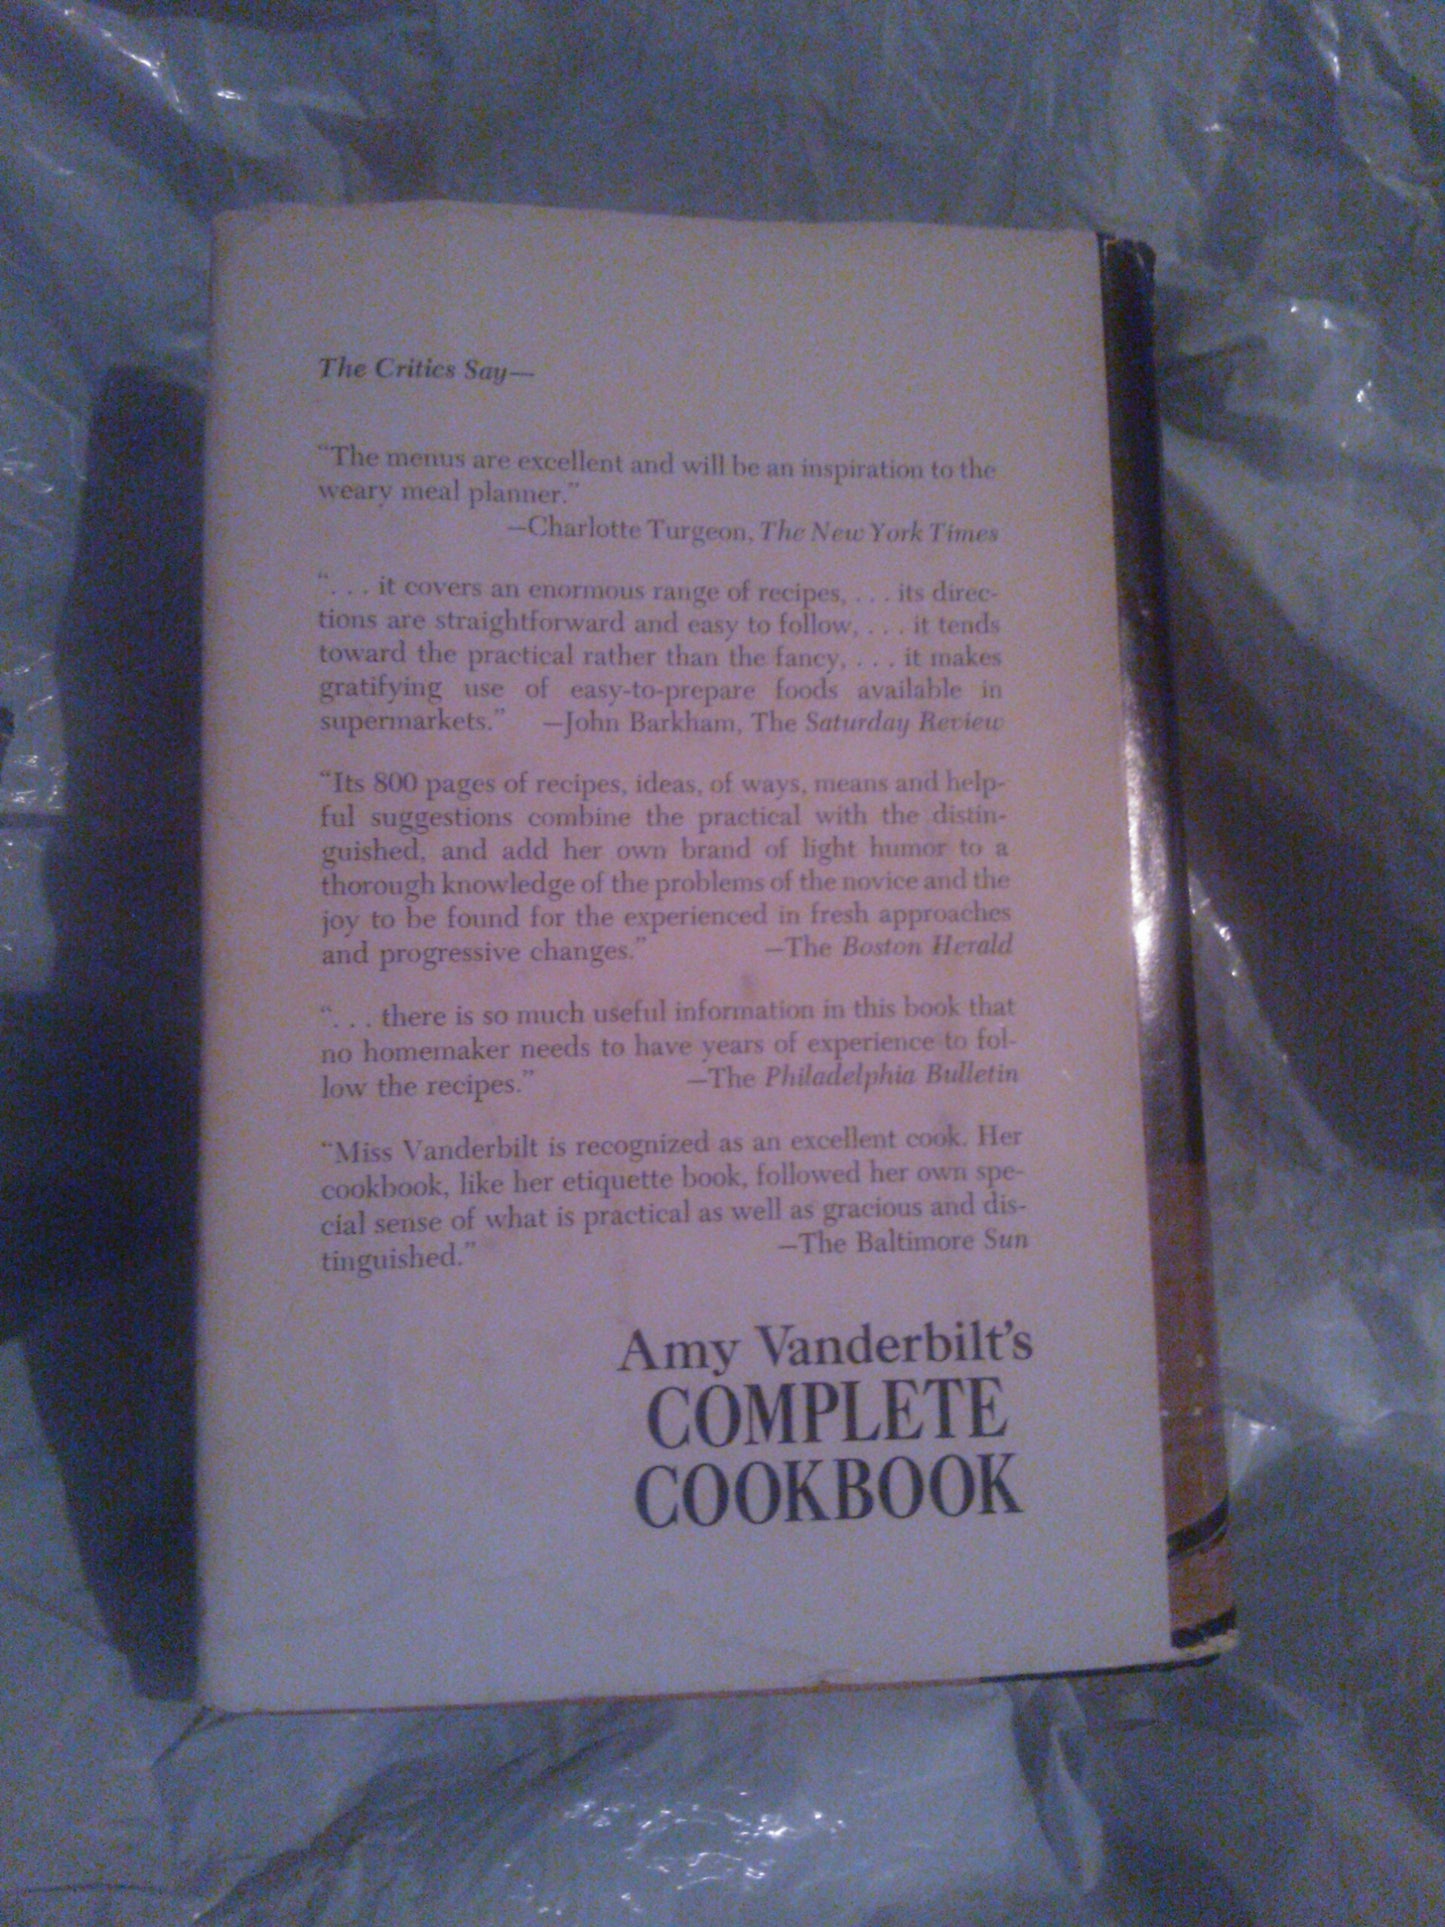 The Critics Say—
“The menus are excellent and will be an inspiration to the
weary meal planner.”
—Charlotte Turgeon, The New York Times
“. . . it covers an enormous range of recipes, . . . its direc-
tions are straightforward and easy to follow, . . . it tends
toward the practical rather than the fancy, . . . it makes
gratifying use of easy-to-prepare foods available in
supermarkets.” —John Barkham, The Saturday Review
“Its 800 pages of recipes, ideas, of ways, means and help-
ful suggestions combine the practical with the distin-
guished, and add her own brand of light humor to a
thorough knowledge of the problems of the novice and the
joy to be found for the experienced in fresh approaches
and progressive changes.” —The Boston Herald
“. . . there is so much useful information in this book that
no homemaker needs to have years of experience to fol-
low the recipes.” —The Philadelphia Bulletin
“Miss Vanderbilt is recognized as an excellent cook. Her
cookbook, like her etiquette book, followed her own spe-
cial sense of what is practical as well as gracious and dis-
tinguished.” —The Baltimore Sun
Amy Vanderbilt’s
COMPLETE
COOKBOOK